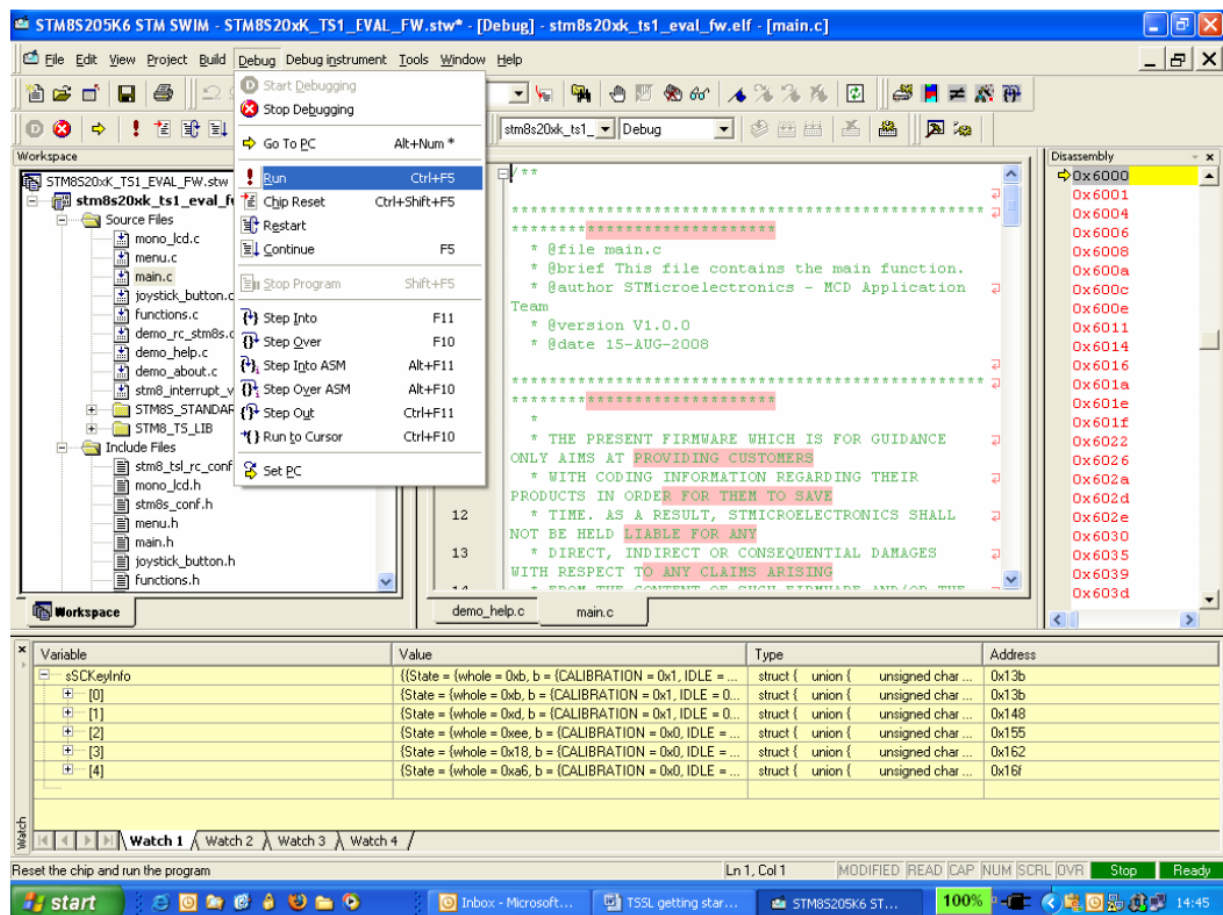 STM8S205K6 STM SWIM - STM8S20xK_TS1_EVAL_FW.stw* - [Debug] - stm8s20xk_ts1_eval_fw.elf - [main.c]
File Edit View Project Build Debug Debug instrument Tools Window Help
Start Debugging
Stop Debugging
Go To PC Alt+Num *
Run Ctrl+F5
Chip Reset Ctrl+Shift+F5
Restart
Continue F5
Stop Program Shift+F5
Step Into F11
Step Over F10
Step Into ASM Alt+F11
Step Over ASM Alt+F10
Step Out Ctrl+F11
Run to Cursor Ctrl+F10
Set PC
stm8s20xk_ts1_ Debug
Workspace
STM8S20xK_TS1_EVAL_FW.stw
stm8s20xk_ts1_eval_f
Source Files
mono_lcd.c
menu.c
main.c
joystick_button.c
functions.c
demo_rc_stm8s.c
demo_help.c
demo_about.c
stm8_interrupt_v
STM8S_STANDAR
STM8_TS_LIB
Include Files
stm8_tsl_rc_conf
mono_lcd.h
stm8s_conf.h
menu.h
main.h
joystick_button.h
functions.h
Workspace
/**
**************************************************
********************
* @file main.c
* @brief This file contains the main function.
* @author STMicroelectronics - MCD Application
Team
* @version V1.0.0
* @date 15-AUG-2008
**************************************************
********************
*
* THE PRESENT FIRMWARE WHICH IS FOR GUIDANCE
ONLY AIMS AT PROVIDING CUSTOMERS
* WITH CODING INFORMATION REGARDING THEIR
PRODUCTS IN ORDER FOR THEM TO SAVE
12 * TIME. AS A RESULT, STMICROELECTRONICS SHALL
NOT BE HELD LIABLE FOR ANY
13 * DIRECT, INDIRECT OR CONSEQUENTIAL DAMAGES
WITH RESPECT TO ANY CLAIMS ARISING
14 * FROM THE CONTENT OF SUCH FIRMWARE AND/OR THE
demo_help.c main.c
Disassembly
0x6000
0x6001
0x6004
0x6006
0x6008
0x600a
0x600c
0x600e
0x6011
0x6014
0x6016
0x601a
0x601e
0x601f
0x6022
0x6026
0x602a
0x602d
0x602e
0x6030
0x6035
0x6039
0x603d
Variable Value Type Address
sSCKeyInfo {{State = {whole = 0xb, b = {CALIBRATION = 0x1, IDLE = ... struct { union { unsigned char ... 0x13b
[0] {State = {whole = 0xb, b = {CALIBRATION = 0x1, IDLE = 0... struct { union { unsigned char ... 0x13b
[1] {State = {whole = 0xd, b = {CALIBRATION = 0x1, IDLE = 0... struct { union { unsigned char ... 0x148
[2] {State = {whole = 0xee, b = {CALIBRATION = 0x0, IDLE = ... struct { union { unsigned char ... 0x155
[3] {State = {whole = 0x18, b = {CALIBRATION = 0x0, IDLE = ... struct { union { unsigned char ... 0x162
[4] {State = {whole = 0xa6, b = {CALIBRATION = 0x0, IDLE = ... struct { union { unsigned char ... 0x16f
Watch
Watch 1 Watch 2 Watch 3 Watch 4
Reset the chip and run the program Ln 1, Col 1 MODIFIED READ CAP NUM SCRL OVR Stop Ready
start Inbox - Microsoft... TSSL getting star... STM8S205K6 ST... 100% 14:45